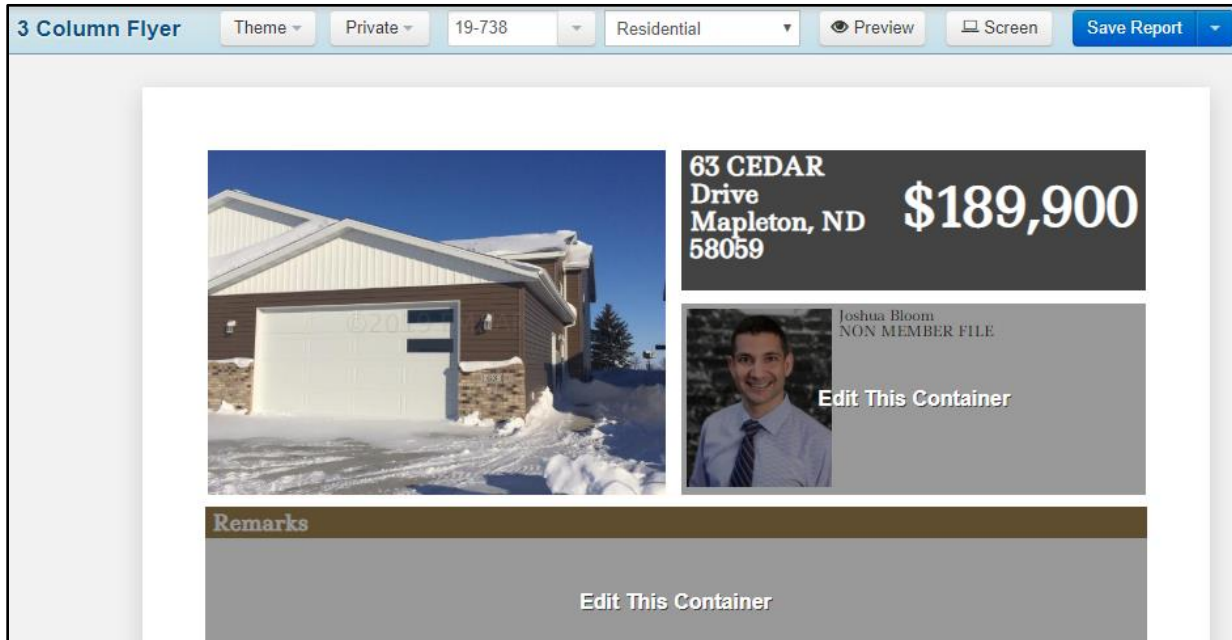 3 Column Flyer Theme Private 19-738 Residential Preview Screen Save Report
63 CEDAR
Drive
Mapleton, ND
58059
$189,900
Joshua Bloom
NON MEMBER FILE
Edit This Container
Remarks
Edit This Container